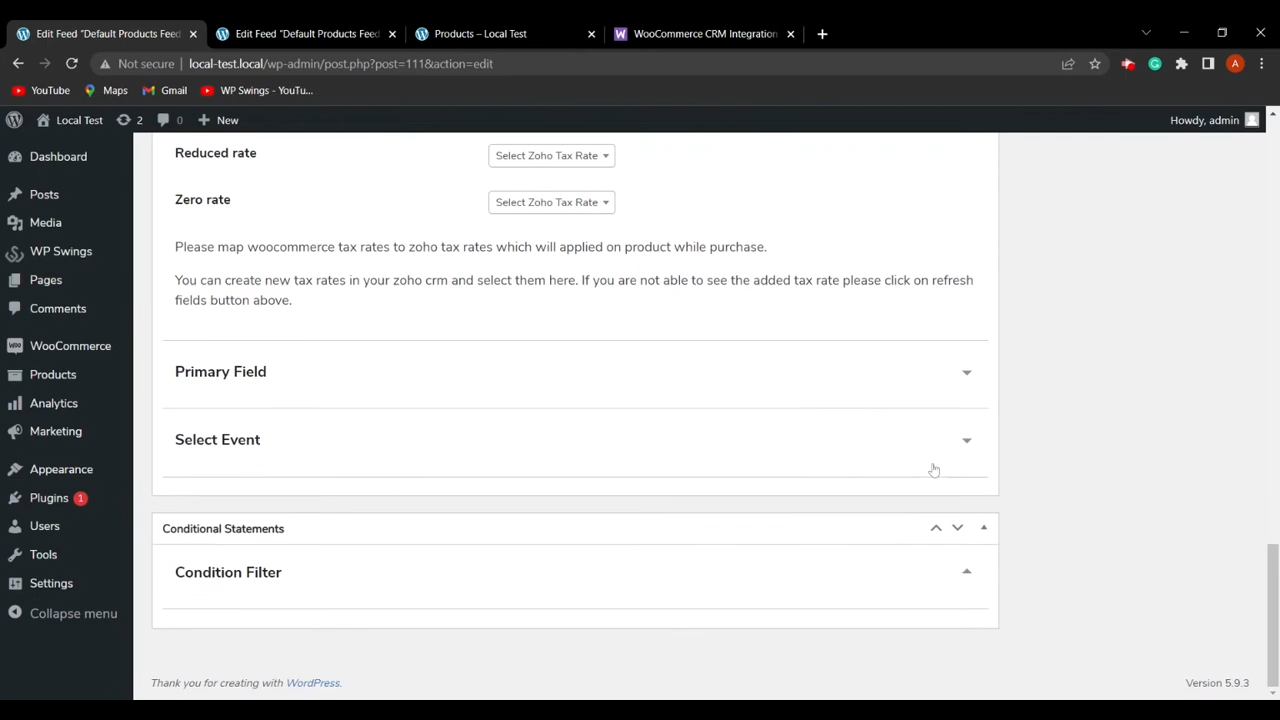 Edit Feed "Default Products Feed
Edit Feed "Default Products Feed
Products – Local Test
WooCommerce CRM Integration
Not secure
local-test.local/wp-admin/post.php?post=111&action=edit
A
YouTube
Maps
Gmail
WP Swings - YouTu...
Local Test
2
0
New
Howdy, admin
Dashboard
Posts
Media
WP Swings
Pages
Comments
WooCommerce
Products
Analytics
Marketing
Appearance
Plugins 1
Users
Tools
Settings
Collapse menu
Reduced rate
Select Zoho Tax Rate
Zero rate
Select Zoho Tax Rate
Please map woocommerce tax rates to zoho tax rates which will applied on product while purchase.
You can create new tax rates in your zoho crm and select them here. If you are not able to see the added tax rate please click on refresh
fields button above.
Primary Field
Select Event
Conditional Statements
Condition Filter
Thank you for creating with WordPress.
Version 5.9.3